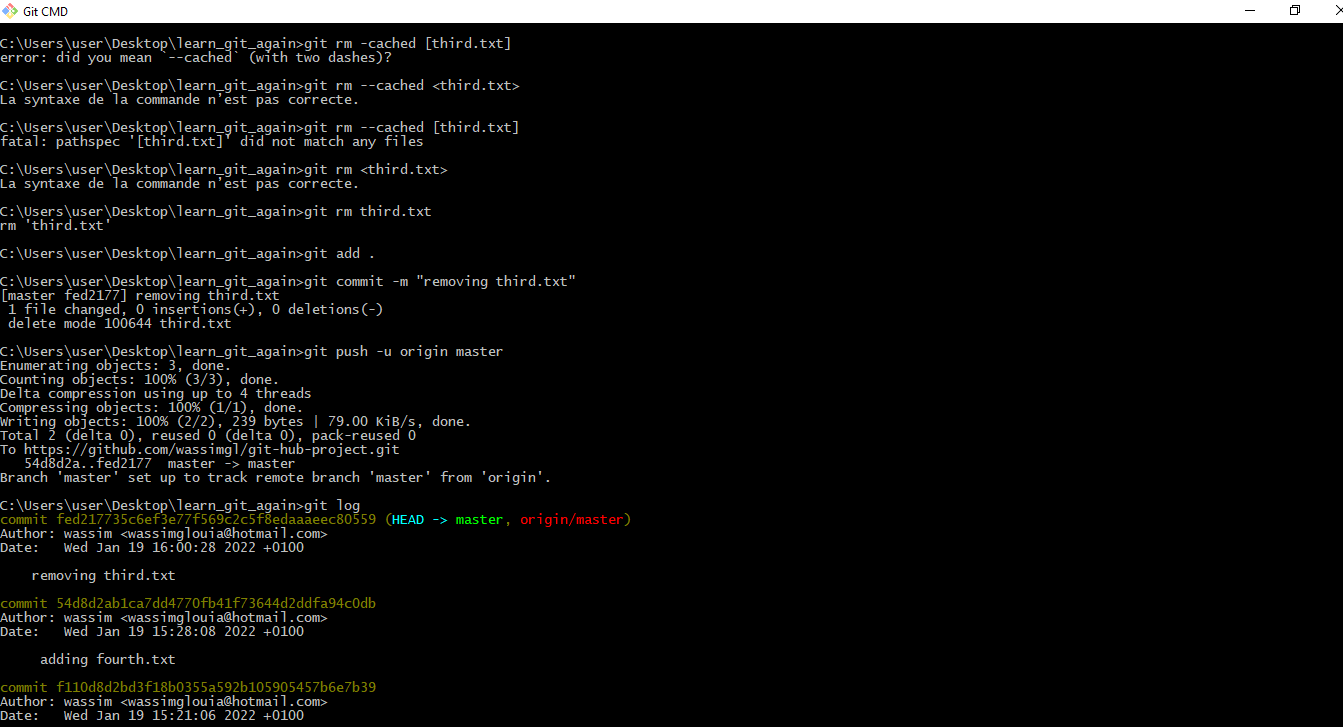 Git CMD
C:\Users\user\Desktop\learn_git_again>git rm -cached [third.txt]
error: did you mean `--cached` (with two dashes)?
C:\Users\user\Desktop\learn_git_again>git rm --cached <third.txt>
La syntaxe de la commande n'est pas correcte.
C:\Users\user\Desktop\learn_git_again>git rm --cached [third.txt]
fatal: pathspec '[third.txt]' did not match any files
C:\Users\user\Desktop\learn_git_again>git rm <third.txt>
La syntaxe de la commande n'est pas correcte.
C:\Users\user\Desktop\learn_git_again>git rm third.txt
rm 'third.txt'
C:\Users\user\Desktop\learn_git_again>git add .
C:\Users\user\Desktop\learn_git_again>git commit -m "removing third.txt"
[master fed2177] removing third.txt
 1 file changed, 0 insertions(+), 0 deletions(-)
 delete mode 100644 third.txt
C:\Users\user\Desktop\learn_git_again>git push -u origin master
Enumerating objects: 3, done.
Counting objects: 100% (3/3), done.
Delta compression using up to 4 threads
Compressing objects: 100% (1/1), done.
Writing objects: 100% (2/2), 239 bytes | 79.00 KiB/s, done.
Total 2 (delta 0), reused 0 (delta 0), pack-reused 0
To https://github.com/wassimgl/git-hub-project.git
   54d8d2a..fed2177  master -> master
Branch 'master' set up to track remote branch 'master' from 'origin'.
C:\Users\user\Desktop\learn_git_again>git log
commit fed217735c6ef3e77f569c2c5f8edaaaeec80559 (HEAD -> master, origin/master)
Author: wassim <wassimglouia@hotmail.com>
Date:   Wed Jan 19 16:00:28 2022 +0100
    removing third.txt
commit 54d8d2ab1ca7dd4770fb41f73644d2ddfa94c0db
Author: wassim <wassimglouia@hotmail.com>
Date:   Wed Jan 19 15:28:08 2022 +0100
     adding fourth.txt
commit f110d8d2bd3f18b0355a592b105905457b6e7b39
Author: wassim <wassimglouia@hotmail.com>
Date:   Wed Jan 19 15:21:06 2022 +0100